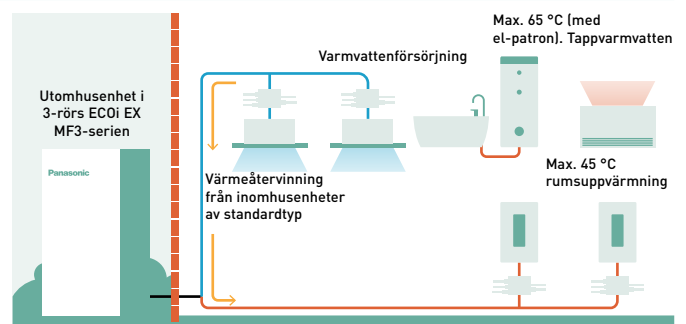 Max. 65 °C (med
el-patron). Tappvarmvatten
Varmvattenförsörjning
Utomhusenhet i
3-rörs ECOi EX
MF3-serien
Panasonic
Värmeåtervinning
från inomhusenheter
av standardtyp
Max. 45 °C
rumsuppvärmning